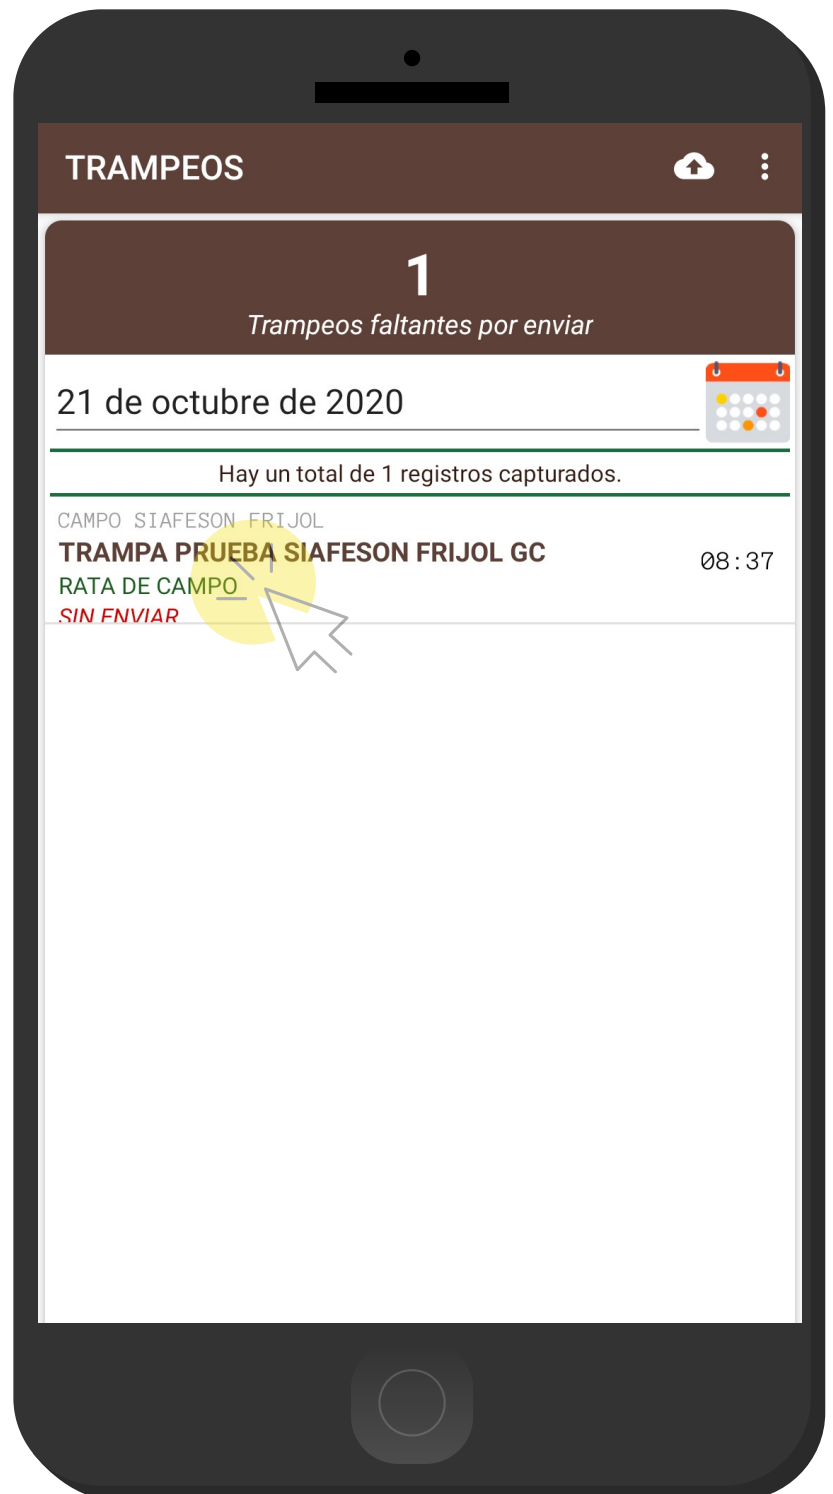 TRAMPEOS
1
Trampeos faltantes por enviar
21 de octubre de 2020
Hay un total de 1 registros capturados.
CAMPO SIAFESON FRIJOL
TRAMPA PRUEBA SIAFESON FRIJOL GC
08:37
RATA DE CAMPO
SIN ENVIAR